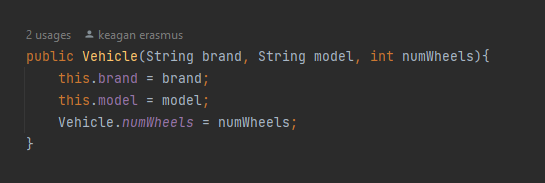 2 usages keagan erasmus
public Vehicle(String brand, String model, int numWheels){
    this.brand = brand;
    this.model = model;
    Vehicle.numWheels = numWheels;
}